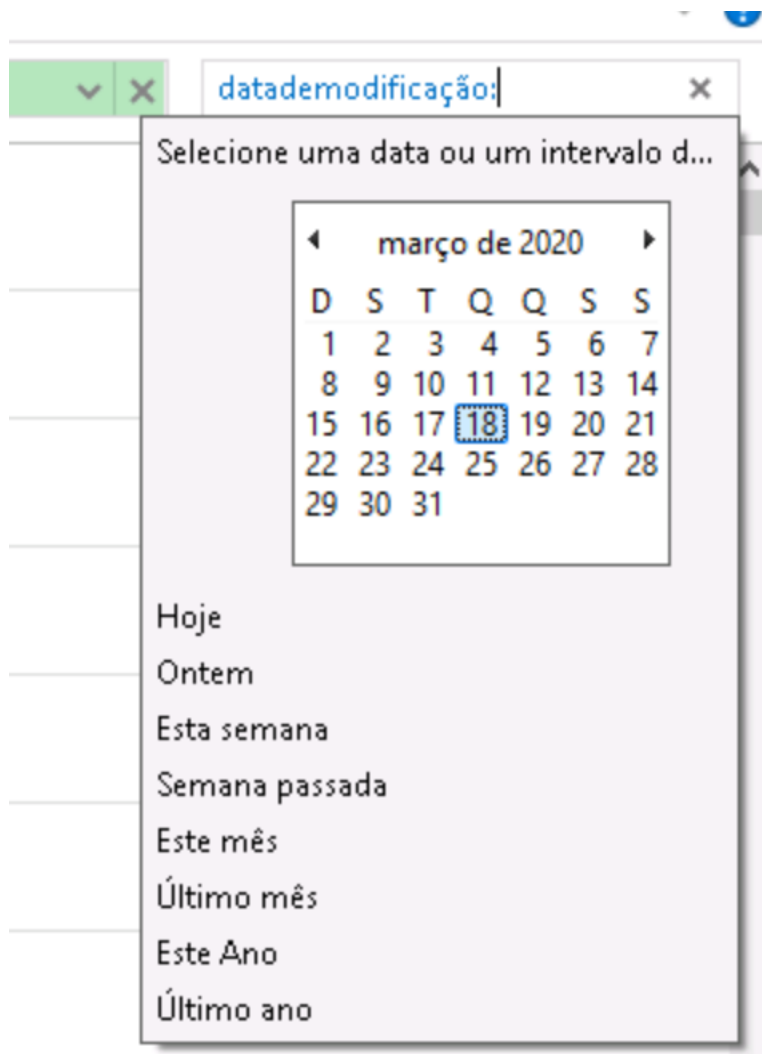 datademodificação:
Selecione uma data ou um intervalo d...
março de 2020
D S T Q Q S S
1 2 3 4 5 6 7
8 9 10 11 12 13 14
15 16 17 18 19 20 21
22 23 24 25 26 27 28
29 30 31
Hoje
Ontem
Esta semana
Semana passada
Este mês
Último mês
Este Ano
Último ano